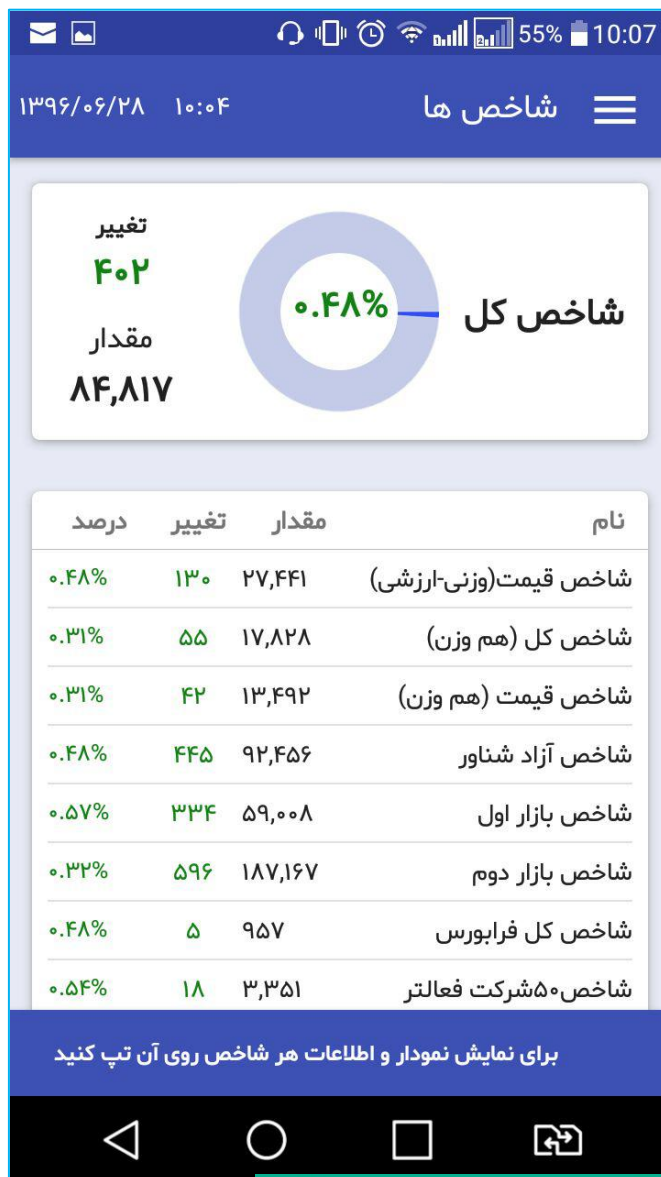 55% 10:07
شاخص ها ۱۰:۰۴ ۱۳۹۶/۰۶/۲۸
شاخص کل
۰.۴۸%
تغییر
۴۰۲
مقدار
۸۴,۸۱۷
نام مقدار تغییر درصد
شاخص قیمت(وزنی-ارزشی) ۲۷,۴۴۱ ۱۳۰ ۰.۴۸%
شاخص کل (هم وزن) ۱۷,۸۲۸ ۵۵ ۰.۳۱%
شاخص قیمت (هم وزن) ۱۳,۴۹۲ ۴۲ ۰.۳۱%
شاخص آزاد شناور ۹۲,۴۵۶ ۴۴۵ ۰.۴۸%
شاخص بازار اول ۵۹,۰۰۸ ۳۳۴ ۰.۵۷%
شاخص بازار دوم ۱۸۷,۱۶۷ ۵۹۶ ۰.۳۲%
شاخص کل فرابورس ۹۵۷ ۵ ۰.۴۸%
شاخص۵۰شرکت فعالتر ۳,۳۵۱ ۱۸ ۰.۵۴%
برای نمایش نمودار و اطلاعات هر شاخص روی آن تپ کنید